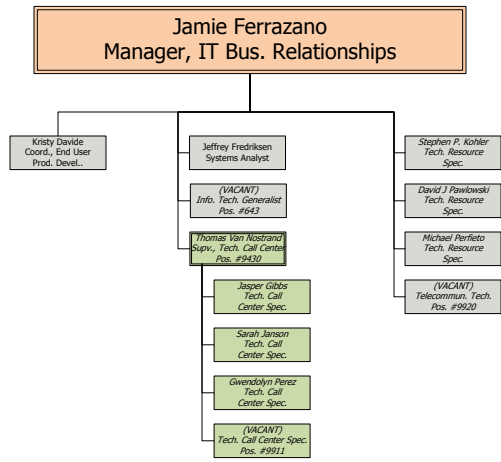 Jamie Ferrazano
Manager, IT Bus. Relationships
Kristy Davide
Coord., End User
Prod. Devel..
Jeffrey Fredriksen
Systems Analyst
(VACANT)
Info. Tech. Generalist
Pos. #643
Thomas Van Nostrand
Supv., Tech. Call Center
Pos. #9430
Jasper Gibbs
Tech. Call
Center Spec.
Sarah Janson
Tech. Call
Center Spec.
Gwendolyn Perez
Tech. Call
Center Spec.
(VACANT)
Tech. Call Center Spec.
Pos. #9911
Stephen P. Kohler
Tech. Resource
Spec.
David J Pawlowski
Tech. Resource
Spec.
Michael Perfieto
Tech. Resource
Spec.
(VACANT)
Telecommun. Tech.
Pos. #9920